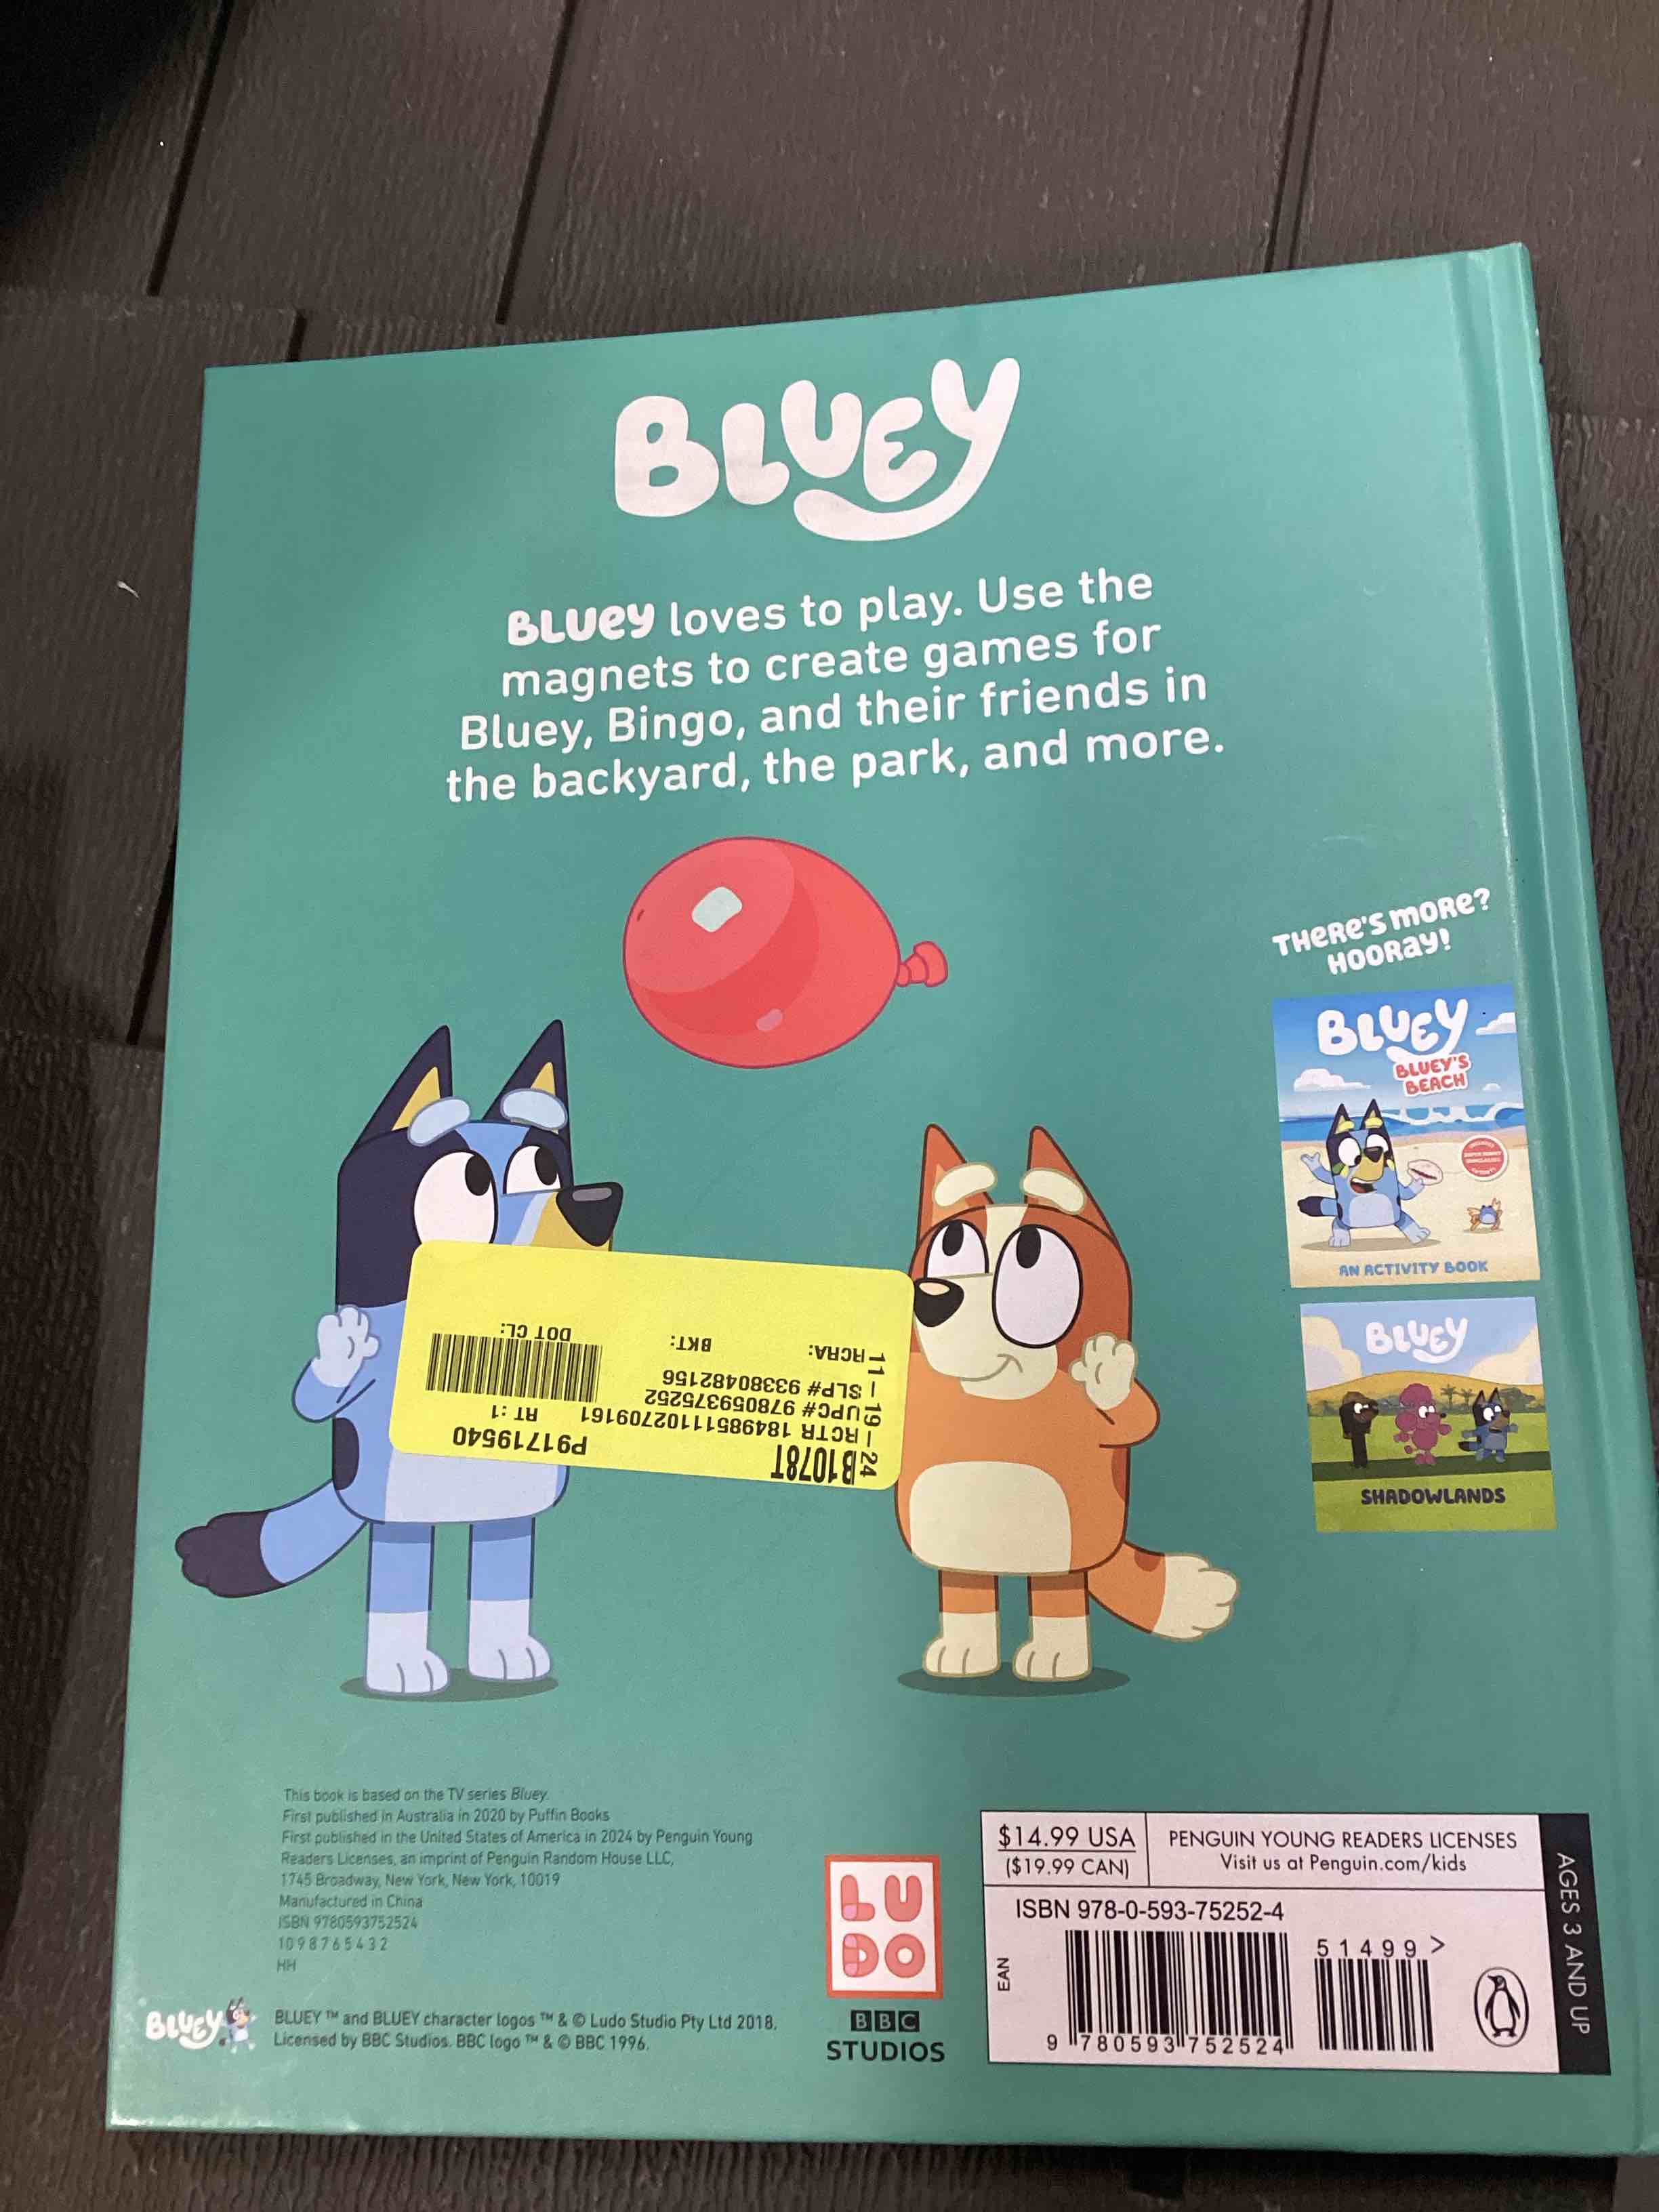 BLUEY
BLUEY loves to play. Use the
magnets to create games for
Bluey, Bingo, and their friends in
the backyard, the park, and more.
THERE'S MORE?
HOORAY!
BLUEY
BLUEY'S
BEACH
AN ACTIVITY BOOK
BLUEY
SHADOWLANDS
B1078T
P91719540
RCTR 1849851110270916
RT: 1
UPC# 978059375252
SLP# 93380482156
RCRA:
BKT:
DOT CL:
11
19
24
This book is based on the TV series Bluey.
First published in Australia in 2020 by Puffin Books
First published in the United States of America in 2024 by Penguin Young
Readers Licenses, an imprint of Penguin Random House LLC,
1745 Broadway, New York, New York, 10019
Manufactured in China
ISBN 9780593752524
10 9 8 7 6 5 4 3 2
HH
BLUEY
BLUEY ™ and BLUEY character logos ™ & © Ludo Studio Pty Ltd 2018.
Licensed by BBC Studios. BBC logo ™ & © BBC 1996.
LU
DO
BBC
STUDIOS
$14.99 USA
($19.99 CAN)
PENGUIN YOUNG READERS LICENSES
Visit us at Penguin.com/kids
ISBN 978-0-593-75252-4
EAN
51499>
9 780593 752524
AGES 3 AND UP